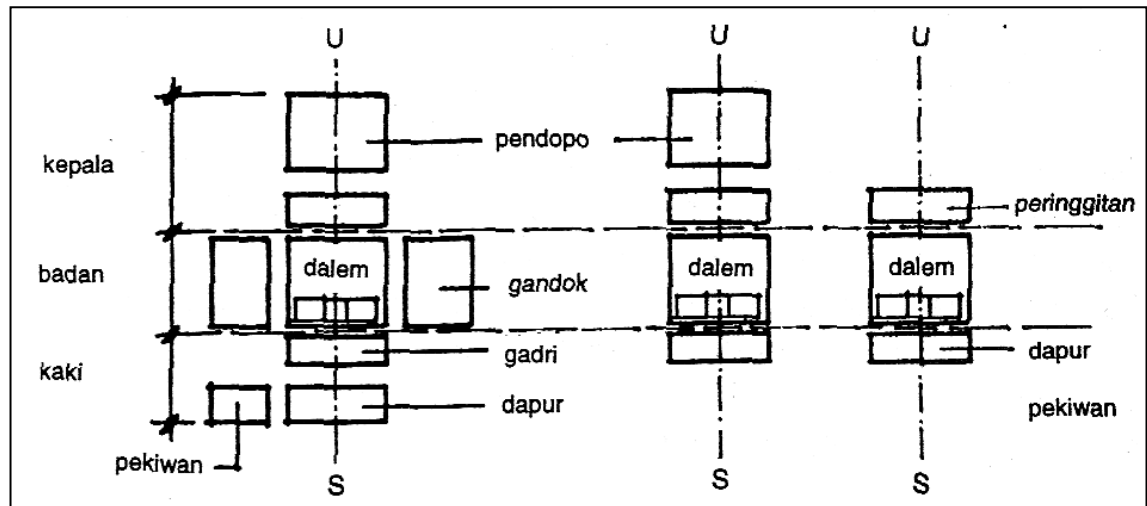 U U U
kepala
pendopo
peringgitan
badan
dalem
gandok
dalem
dalem
kaki
gadri
dapur
pekiwan
dapur
pekiwan
S S S